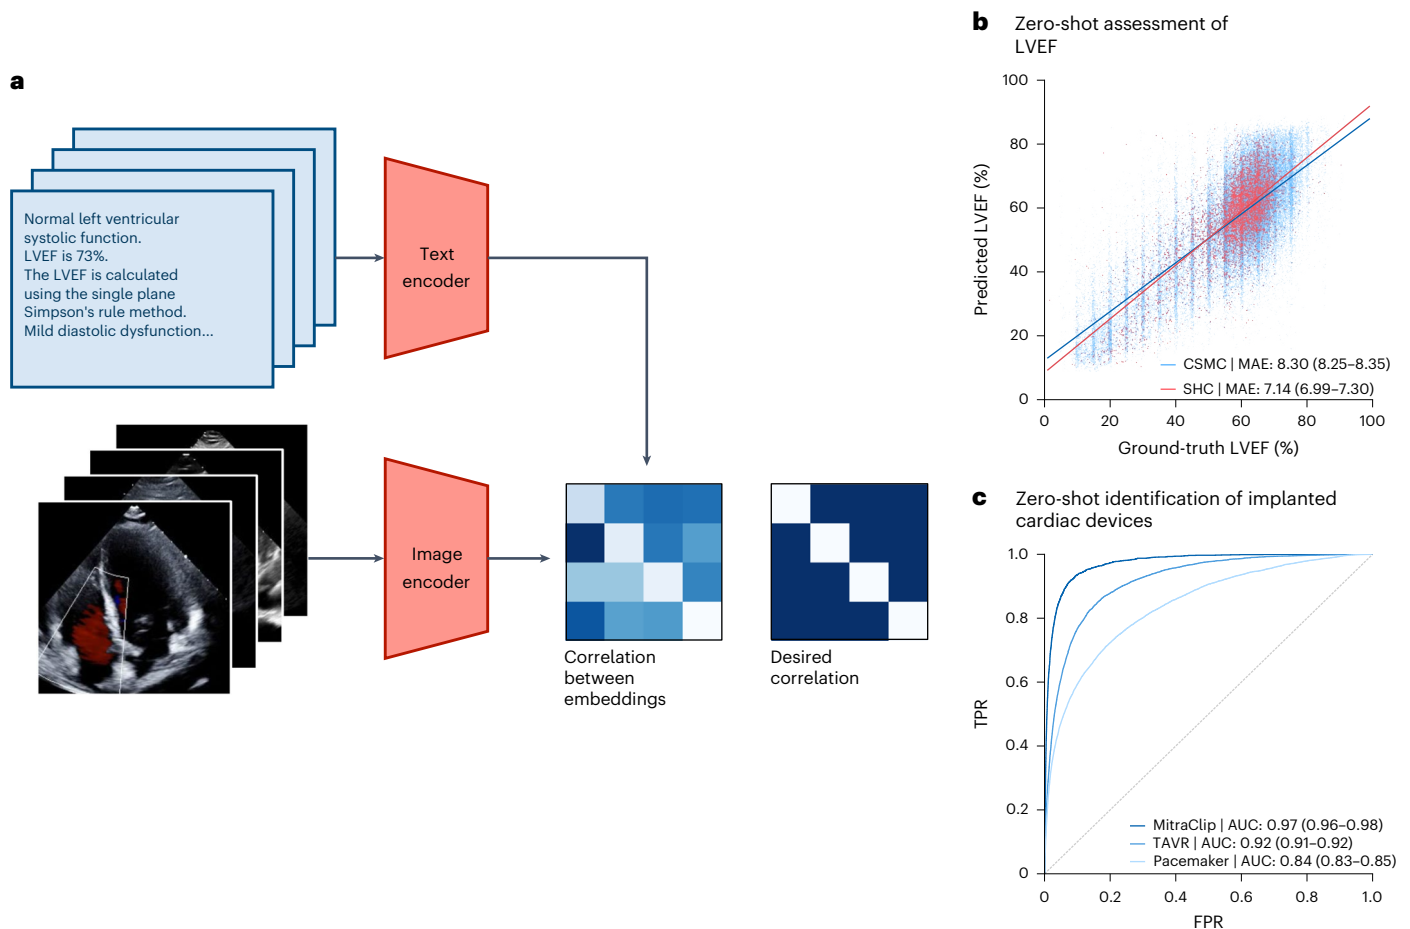 a
Normal left ventricular
systolic function.
LVEF is 73%.
The LVEF is calculated
using the single plane
Simpson's rule method.
Mild diastolic dysfunction...
Text
encoder
Image
encoder
Correlation
between
embeddings
Desired
correlation
b Zero-shot assessment of
LVEF
Predicted LVEF (%)
100
80
60
40
20
0
CSMC | MAE: 8.30 (8.25–8.35)
SHC | MAE: 7.14 (6.99–7.30)
0 20 40 60 80 100
Ground-truth LVEF (%)
c Zero-shot identification of implanted
cardiac devices
TPR
1.0
0.8
0.6
0.4
0.2
0
MitraClip | AUC: 0.97 (0.96–0.98)
TAVR | AUC: 0.92 (0.91–0.92)
Pacemaker | AUC: 0.84 (0.83–0.85)
0 0.2 0.4 0.6 0.8 1.0
FPR